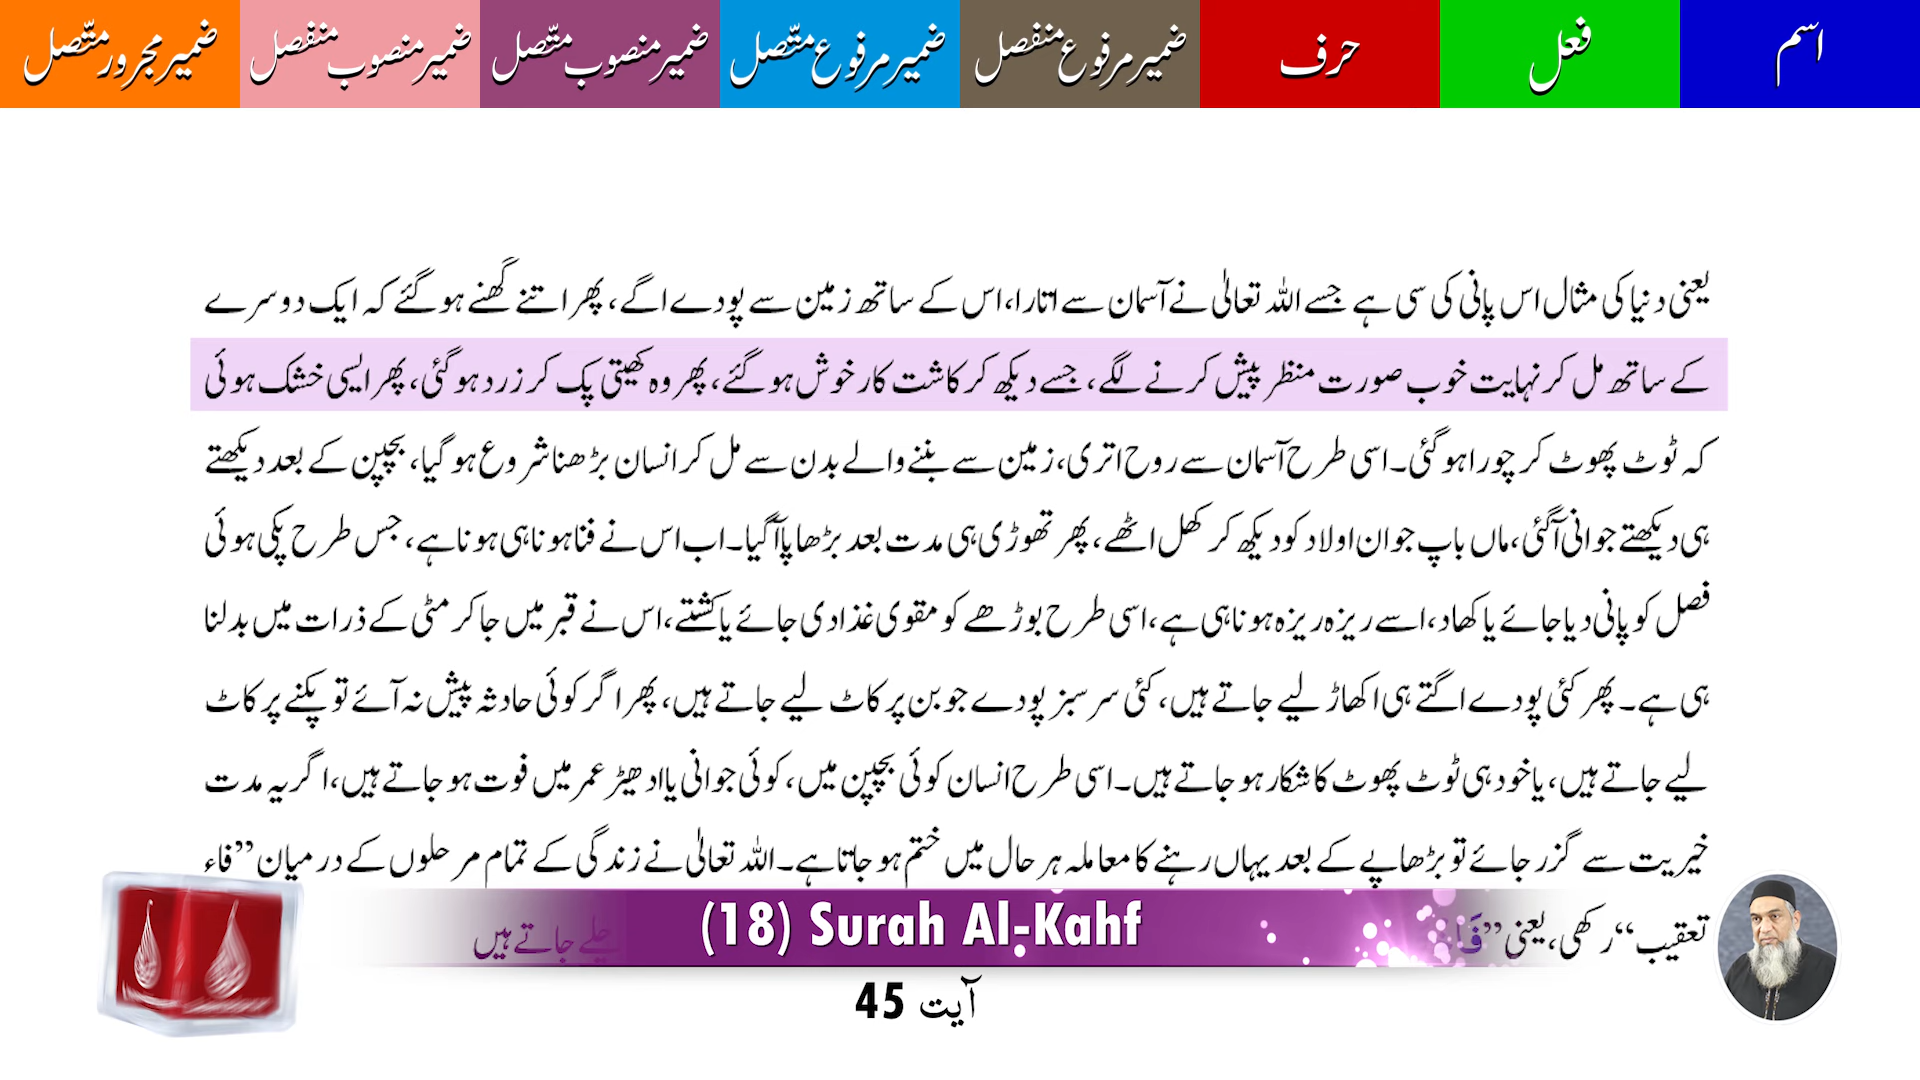 اسم فعل حرف ضمیر مرفوع منفصل ضمیر مرفوع متّصل ضمیر منصوب متّصل ضمیر منصوب منفصل ضمیر مجرور متّصل
یعنی دنیا کی مثال اس پانی کی سی ہے جسے اللہ تعالیٰ نے آسمان سے اتارا، اس کے ساتھ زمین سے پودے اگے، پھر اتنے گھنے ہوگئے کہ ایک دوسرے
کے ساتھ مل کر نہایت خوب صورت منظر پیش کرنے لگے، جسے دیکھ کر کاشت کار خوش ہوگئے، پھر وہ کھیتی پک کر زرد ہوگئی، پھر ایسی خشک ہوئی
کہ ٹوٹ پھوٹ کر چورا ہوگئی۔ اسی طرح آسمان سے روح اتری، زمین سے بننے والے بدن سے مل کر انسان بڑھنا شروع ہوگیا، بچپن کے بعد دیکھتے
ہی دیکھتے جوانی آگئی، ماں باپ جوان اولاد کو دیکھ کر کھل اٹھے، پھر تھوڑی ہی مدت بعد بڑھاپا آگیا۔ اب اس نے فنا ہونا ہی ہونا ہے، جس طرح پکی ہوئی
فصل کو پانی دیا جائے یا کھاد، اسے ریزہ ریزہ ہونا ہی ہے، اسی طرح بوڑھے کو مقوی غذا دی جائے یا کشتے، اس نے قبر میں جا کر مٹی کے ذرات میں بدلنا
ہی ہے۔ پھر کئی پودے اگتے ہی اکھاڑ لیے جاتے ہیں، کئی سرسبز پودے جوبن پر کاٹ لیے جاتے ہیں، پھر اگر کوئی حادثہ پیش نہ آئے تو پکنے پر کاٹ
لیے جاتے ہیں، یا خود ہی ٹوٹ پھوٹ کا شکار ہو جاتے ہیں۔ اسی طرح انسان کوئی بچپن میں، کوئی جوانی یا ادھیڑ عمر میں فوت ہو جاتے ہیں، اگر یہ مدت
خیریت سے گزر جائے تو بڑھاپے کے بعد یہاں رہنے کا معاملہ ہر حال میں ختم ہو جاتا ہے۔ اللہ تعالیٰ نے زندگی کے تمام مرحلوں کے درمیان ”فاء
تعقیب“ رکھی، یعنی ”فَا چلے جاتے ہیں
(18) Surah Al-Kahf
آیت 45